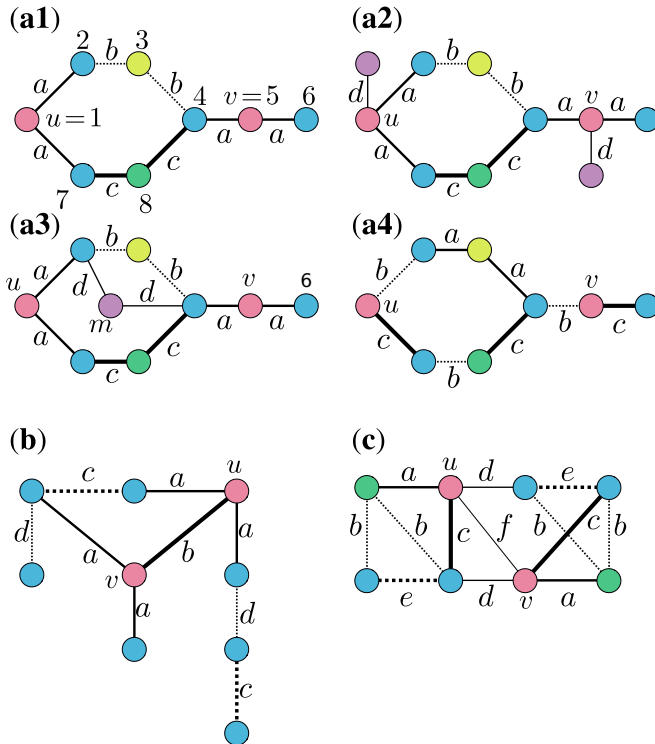 (a1)
2 b 3
a b
u=1 4 v=5 6
a a a
c c
7 8
(a2)
b
d a b
u a v a
a d
c c
(a3)
b
u a d b v 6
d
m a a
a c
c
(a4)
a
b a
u v
b c
c c
b
(b)
c a u
d a b a
v
a d
c
(c)
a u d e
b b c f b c b
e d v a